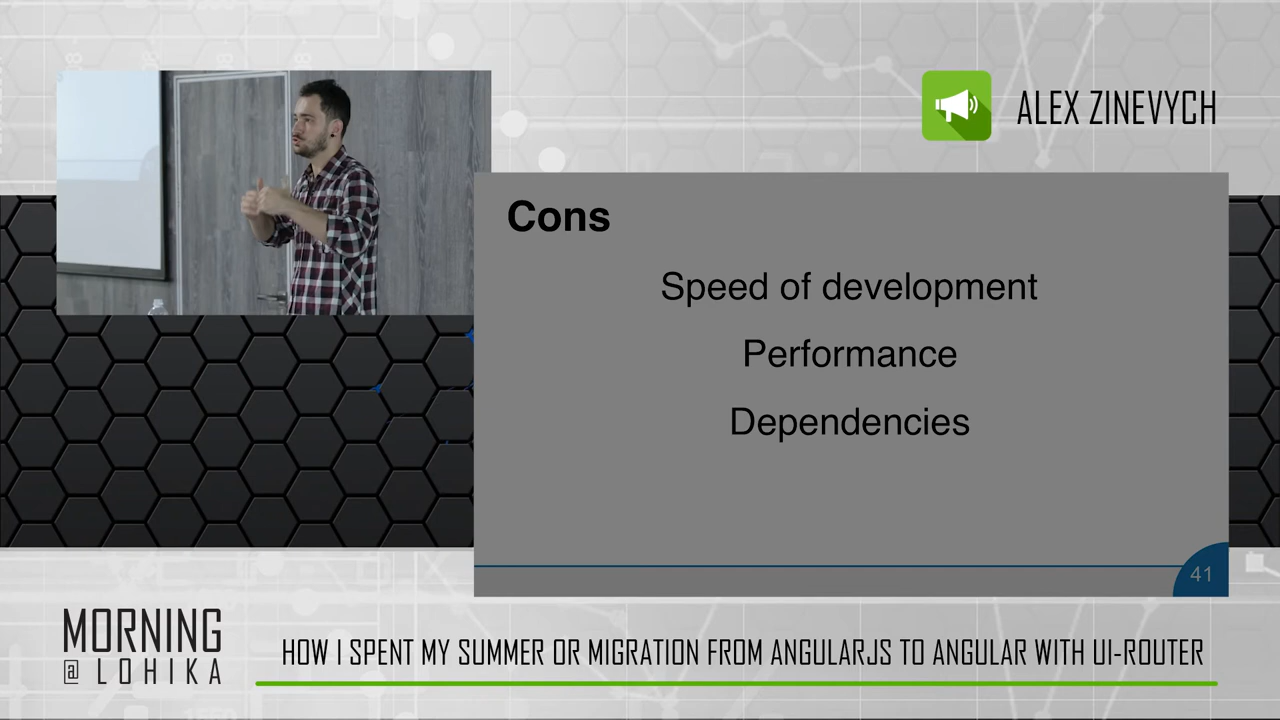 ALEX ZINEVYCH
Cons
Speed of development
Performance
Dependencies
41
MORNING
@ LOHIKA
HOW I SPENT MY SUMMER OR MIGRATION FROM ANGULARJS TO ANGULAR WITH UI-ROUTER